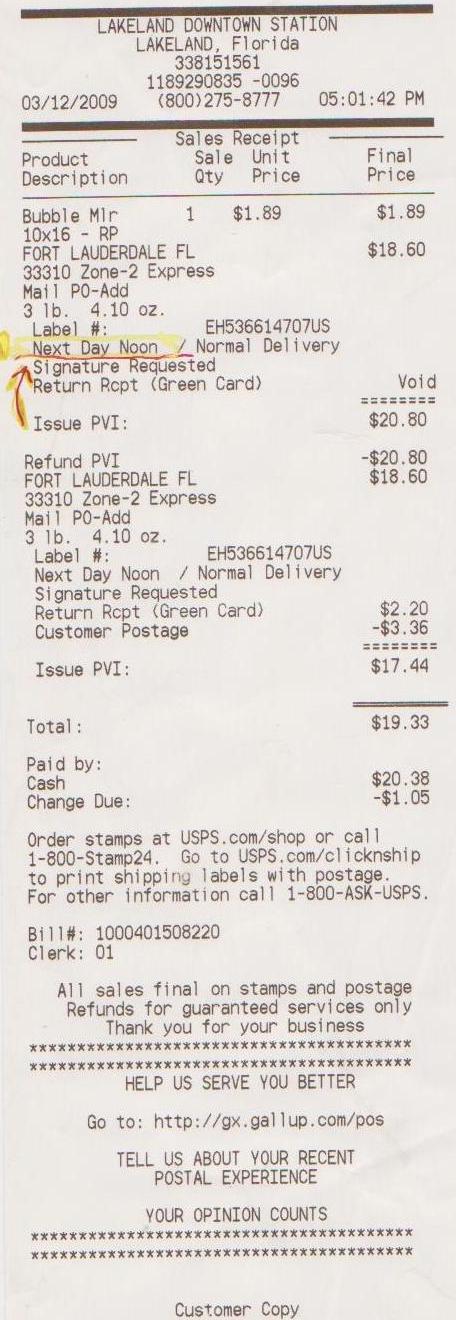 LAKELAND DOWNTOWN STATION
LAKELAND, Florida
338151561
1189290835 -0096
03/12/2009 (800)275-8777 05:01:42 PM
Sales Receipt
Product Sale Unit Final
Description Qty Price Price
Bubble Mlr 1 $1.89 $1.89
10x16 - RP
FORT LAUDERDALE FL $18.60
33310 Zone-2 Express
Mail PO-Add
3 lb. 4.10 oz.
Label #: EH536614707US
Next Day Noon / Normal Delivery
Signature Requested
Return Rcpt (Green Card) Void
========
Issue PVI: $20.80
Refund PVI -$20.80
FORT LAUDERDALE FL $18.60
33310 Zone-2 Express
Mail PO-Add
3 lb. 4.10 oz.
Label #: EH536614707US
Next Day Noon / Normal Delivery
Signature Requested
Return Rcpt (Green Card) $2.20
Customer Postage -$3.36
========
Issue PVI: $17.44
Total: $19.33
Paid by:
Cash $20.38
Change Due: -$1.05
Order stamps at USPS.com/shop or call
1-800-Stamp24. Go to USPS.com/clicknship
to print shipping labels with postage.
For other information call 1-800-ASK-USPS.
Bill#: 1000401508220
Clerk: 01
All sales final on stamps and postage
Refunds for guaranteed services only
Thank you for your business
****************************************
****************************************
HELP US SERVE YOU BETTER
Go to: http://gx.gallup.com/pos
TELL US ABOUT YOUR RECENT
POSTAL EXPERIENCE
YOUR OPINION COUNTS
****************************************
****************************************
Customer Copy